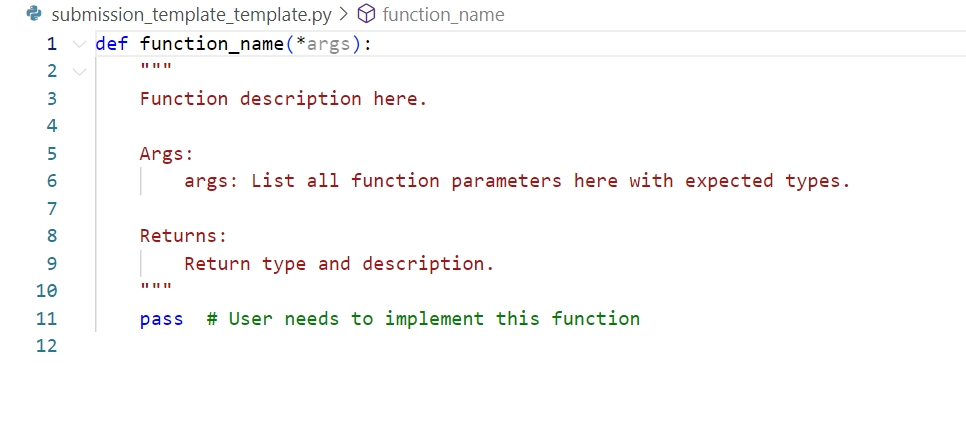 submission_template_template.py > function_name
1 def function_name(*args):
2     """
3     Function description here.
4
5     Args:
6         args: List all function parameters here with expected types.
7
8     Returns:
9         Return type and description.
10     """
11     pass  # User needs to implement this function
12